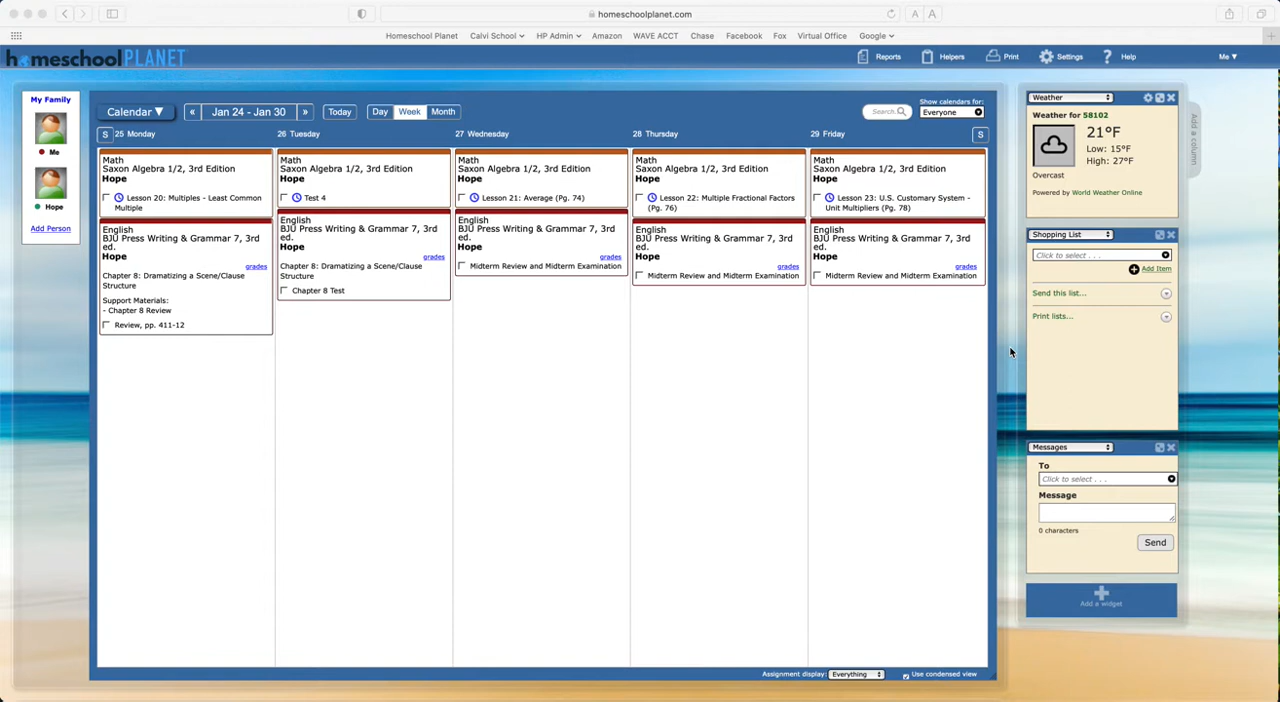 homeschoolplanet.com
A A
Homeschool Planet Calvi School HP Admin Amazon WAVE ACCT Chase Facebook Fox Virtual Office Google
homeschoolPLANET
Reports Helpers Print Settings ? Help Me ▼
My Family
Me
Hope
Add Person
Calendar ▼ « Jan 24 - Jan 30 » Today Day Week Month
Search
Show calendars for:
Everyone
S 25 Monday 26 Tuesday 27 Wednesday 28 Thursday 29 Friday S
Math
Saxon Algebra 1/2, 3rd Edition
Hope
Lesson 20: Multiples - Least Common
Multiple
English
BJU Press Writing & Grammar 7, 3rd
ed.
Hope
grades
Chapter 8: Dramatizing a Scene/Clause
Structure
Support Materials:
- Chapter 8 Review
Review, pp. 411-12
Math
Saxon Algebra 1/2, 3rd Edition
Hope
Test 4
English
BJU Press Writing & Grammar 7, 3rd
ed.
Hope
grades
Chapter 8: Dramatizing a Scene/Clause
Structure
Chapter 8 Test
Math
Saxon Algebra 1/2, 3rd Edition
Hope
Lesson 21: Average (Pg. 74)
English
BJU Press Writing & Grammar 7, 3rd
ed.
Hope
grades
Midterm Review and Midterm Examination
Math
Saxon Algebra 1/2, 3rd Edition
Hope
Lesson 22: Multiple Fractional Factors
(Pg. 76)
English
BJU Press Writing & Grammar 7, 3rd
ed.
Hope
grades
Midterm Review and Midterm Examination
Math
Saxon Algebra 1/2, 3rd Edition
Hope
Lesson 23: U.S. Customary System -
Unit Multipliers (Pg. 78)
English
BJU Press Writing & Grammar 7, 3rd
ed.
Hope
grades
Midterm Review and Midterm Examination
Assignment display: Everything Use condensed view
Weather
Weather for 58102
21°F
Low: 15°F
High: 27°F
Overcast
Powered by World Weather Online
Shopping List
Click to select . . .
Add Item
Send this list...
Print lists...
Messages
To
Click to select . . .
Message
0 characters
Send
Add a widget
Add a column